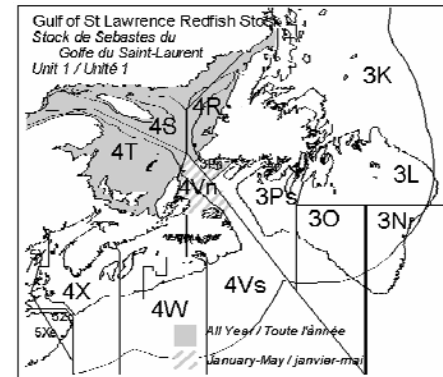 Gulf of St Lawrence Redfish Stock
Stock de Sébastes du
Golfe du Saint-Laurent
Unit 1 / Unité 1
3K
4R
4S
4T
3L
4Vn
3Ps
3O
3N
4X
4Vs
4W
5Ze
All Year / Toute l'année
January-May / janvier-mai